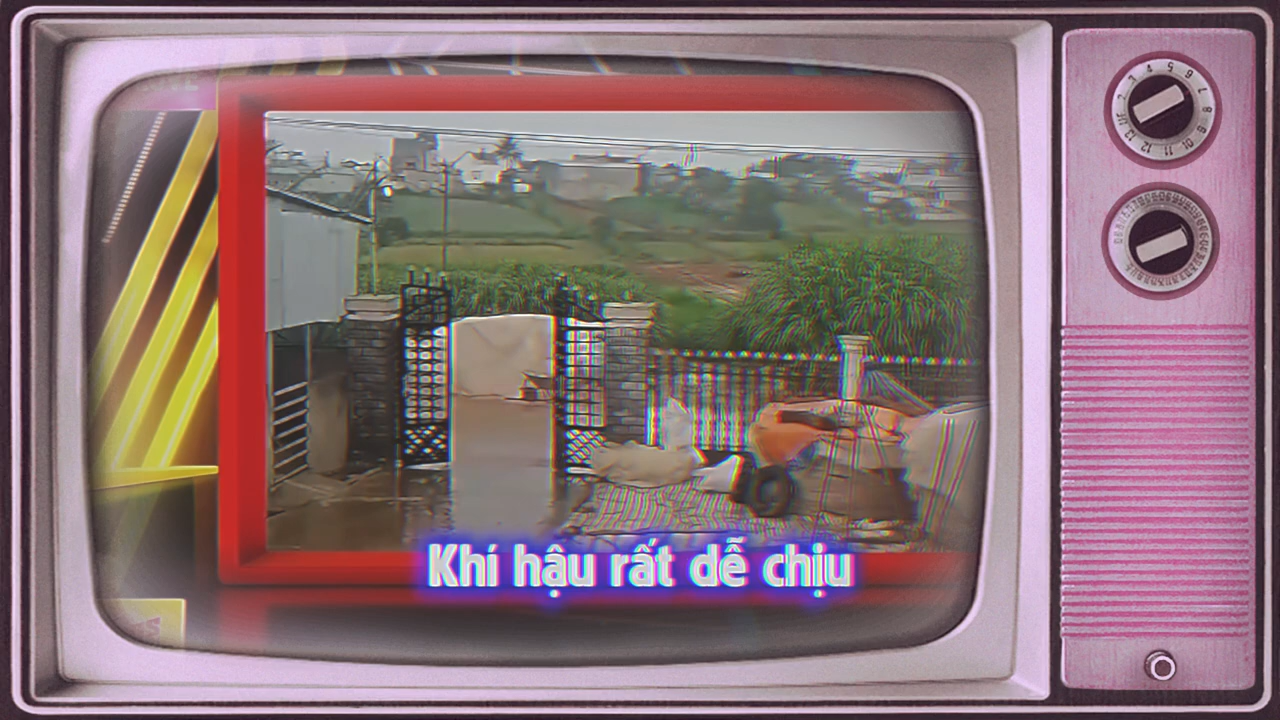 Khí hậu rất dễ chịu